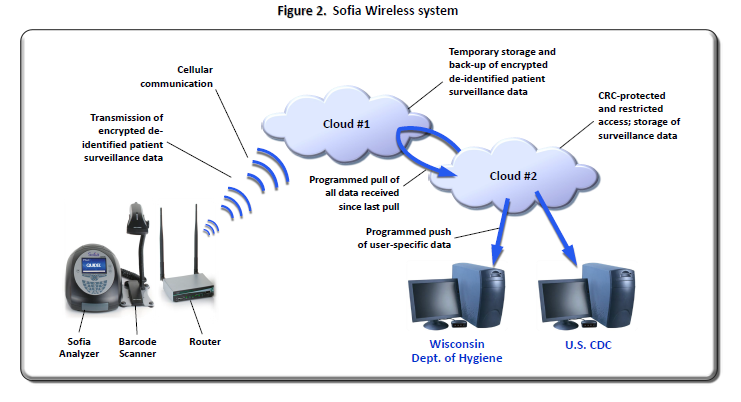 Figure 2. Sofia Wireless system
Temporary storage and
back-up of encrypted
de-identified patient
surveillance data
Cellular
communication
CRC-protected
and restricted
access; storage of
surveillance data
Transmission of
encrypted de-
identified patient
surveillance data
Cloud #1
Cloud #2
Programmed pull of
all data received
since last pull
Programmed push
of user-specific data
QUIDEL
Sofia
Analyzer
Barcode
Scanner
Router
Wisconsin
Dept. of Hygiene
U.S. CDC